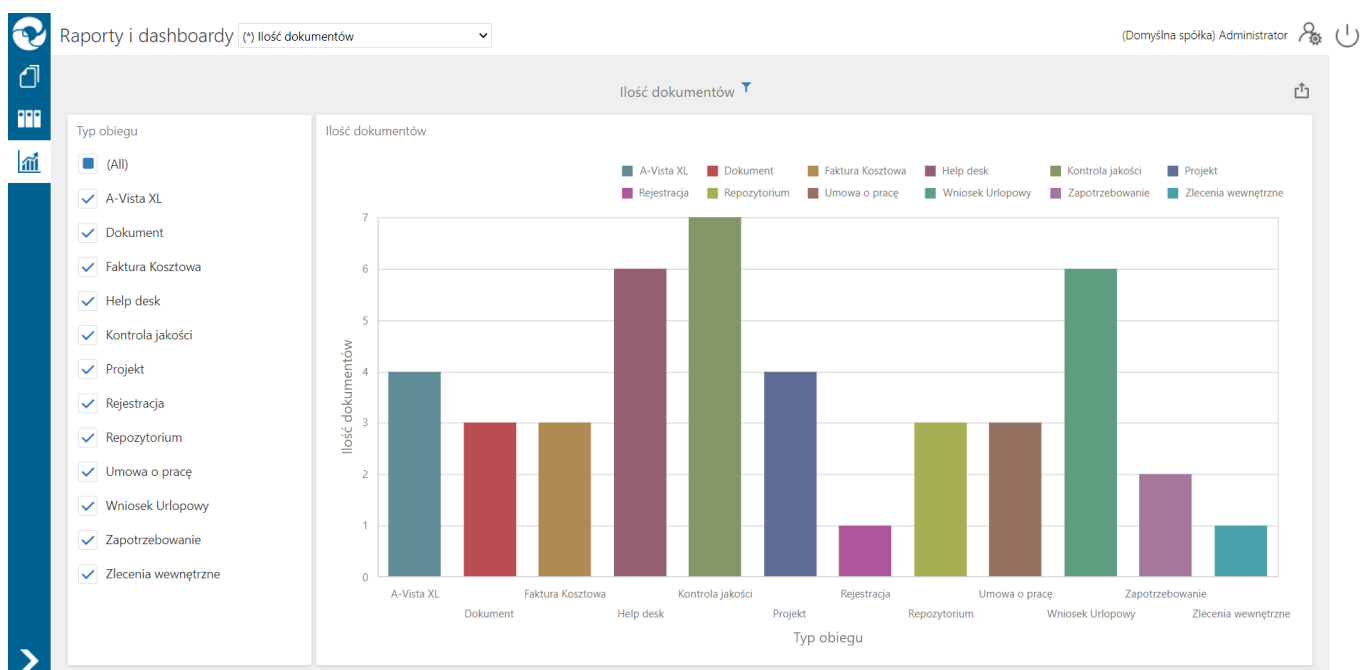 Raporty i dashboardy (*) Ilość dokumentów (Domyślna spółka) Administrator
Ilość dokumentów
Typ obiegu
(All)
A-Vista XL
Dokument
Faktura Kosztowa
Help desk
Kontrola jakości
Projekt
Rejestracja
Repozytorium
Umowa o pracę
Wniosek Urlopowy
Zapotrzebowanie
Zlecenia wewnętrzne
Ilość dokumentów
A-Vista XL Dokument Faktura Kosztowa Help desk Kontrola jakości Projekt
Rejestracja Repozytorium Umowa o pracę Wniosek Urlopowy Zapotrzebowanie Zlecenia wewnętrzne
Ilość dokumentów
7
6
5
4
3
2
1
0
A-Vista XL Faktura Kosztowa Kontrola jakości Rejestracja Umowa o pracę Zapotrzebowanie
Dokument Help desk Projekt Repozytorium Wniosek Urlopowy Zlecenia wewnętrzne
Typ obiegu